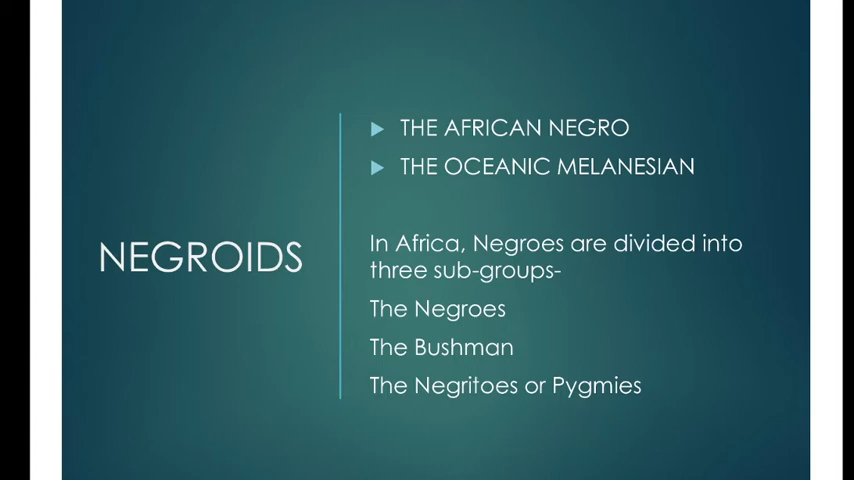 NEGROIDS
THE AFRICAN NEGRO
THE OCEANIC MELANESIAN
In Africa, Negroes are divided into
three sub-groups-
The Negroes
The Bushman
The Negritoes or Pygmies